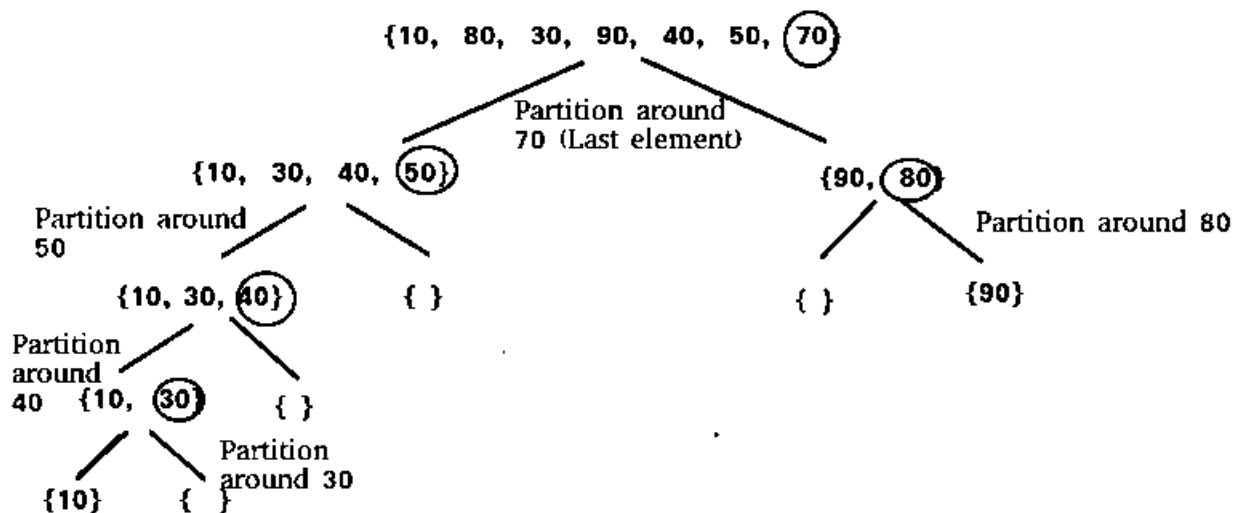 {10, 80, 30, 90, 40, 50, 70}
Partition around
70 (Last element)
{10, 30, 40, 50}
{90, 80}
Partition around
50
Partition around 80
{10, 30, 40}
{ }
{ }
{90}
Partition
around
40
{10, 30}
{ }
Partition
around 30
{10}
{ }